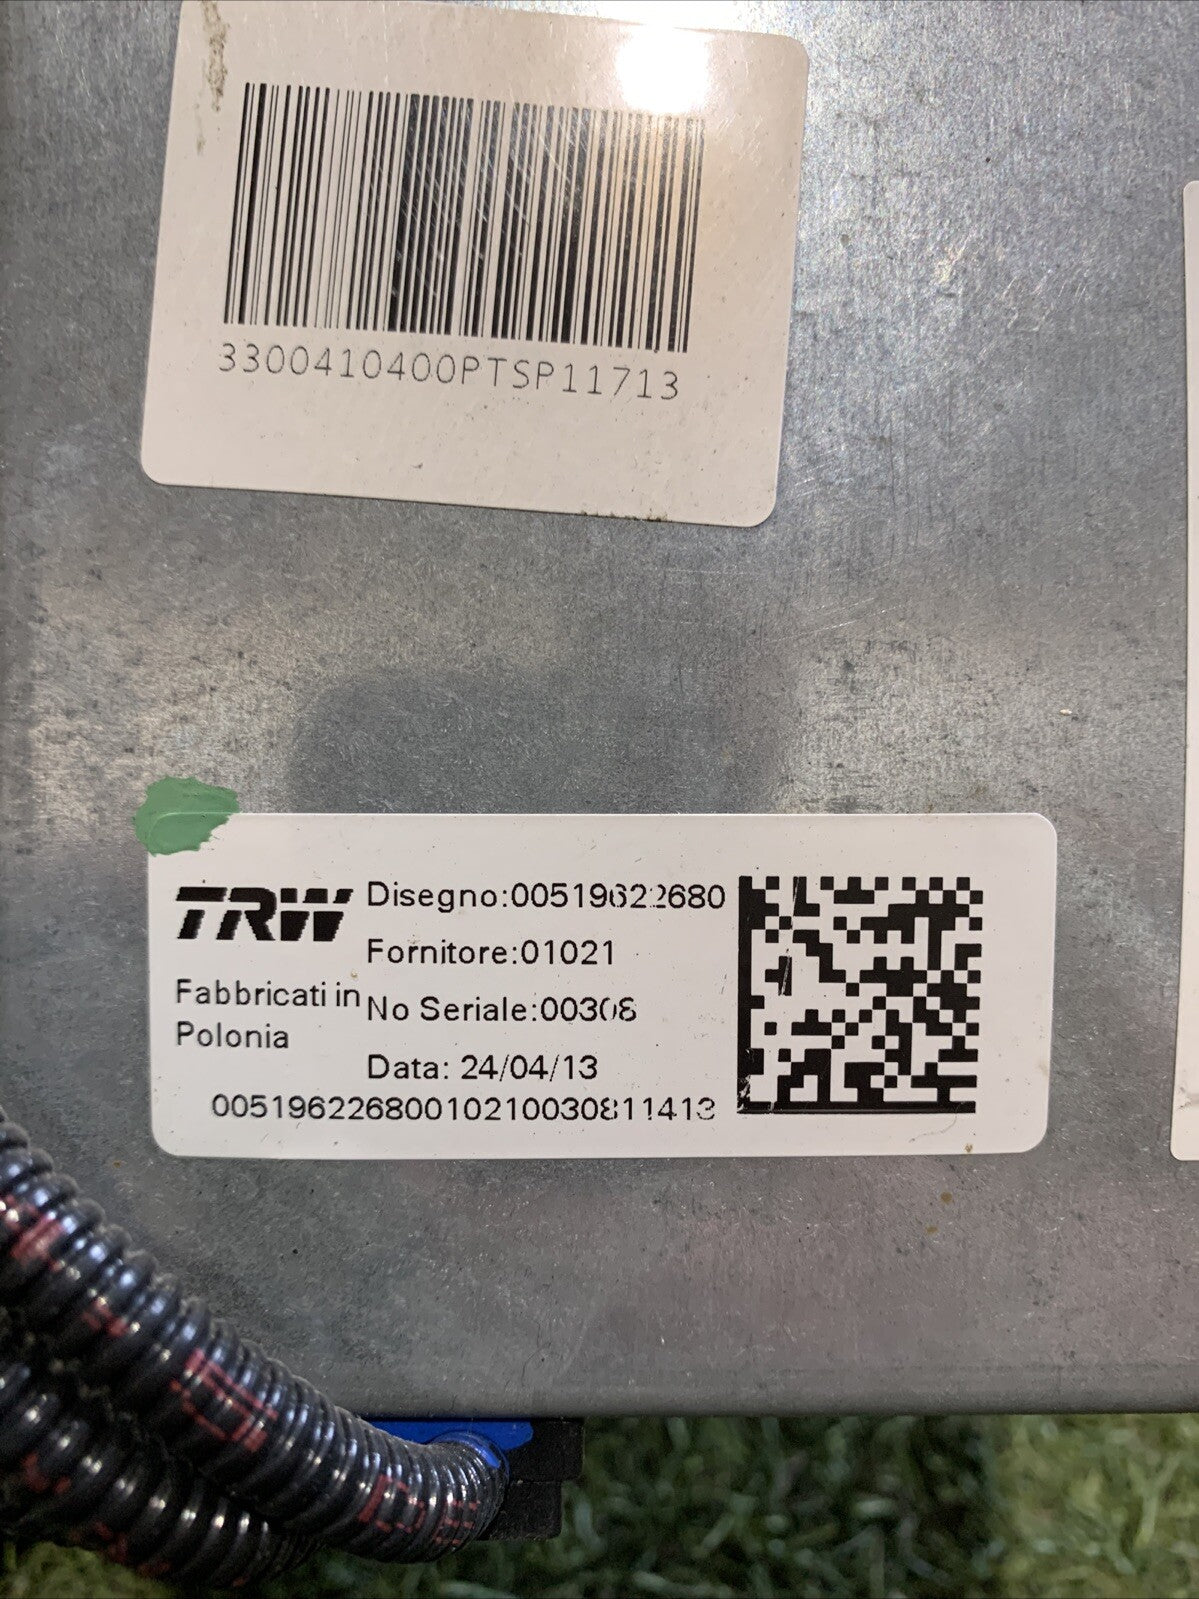 3300410400PTSP11713
TRW
Disegno:00519622680
Fornitore:01021
Fabbricati in
Polonia
No Seriale:00308
Data: 24/04/13
00519622680010210030811413